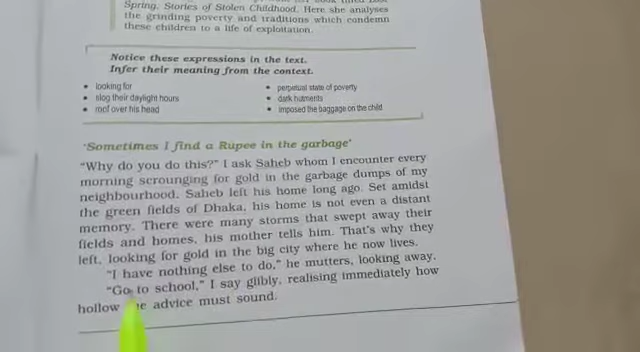 Spring, Stories of Stolen Childhood. Here she analyses
the grinding poverty and traditions which condemn
these children to a life of exploitation.
Notice these expressions in the text.
Infer their meaning from the context.
• looking for
• slog their daylight hours
• roof over his head
• perpetual state of poverty
• dark hutments
• imposed the baggage on the child
'Sometimes I find a Rupee in the garbage'
"Why do you do this?" I ask Saheb whom I encounter every
morning scrounging for gold in the garbage dumps of my
neighbourhood. Saheb left his home long ago. Set amidst
the green fields of Dhaka, his home is not even a distant
memory. There were many storms that swept away their
fields and homes, his mother tells him. That's why they
left, looking for gold in the big city where he now lives.
"I have nothing else to do," he mutters, looking away.
"Go to school," I say glibly, realising immediately how
hollow advice must sound.